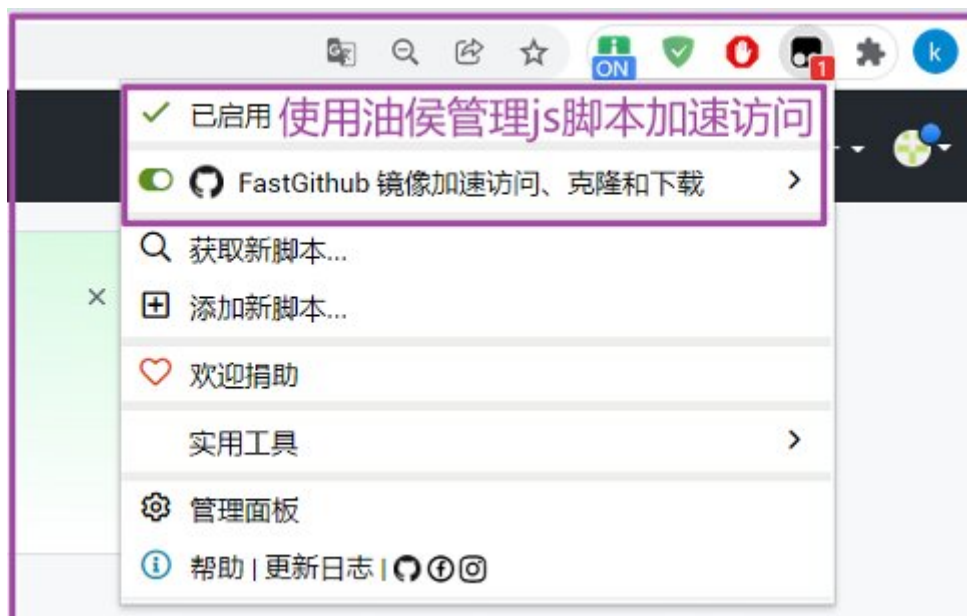 ON
1
k
已启用 使用油侯管理js脚本加速访问
FastGithub 镜像加速访问、克隆和下载
获取新脚本...
添加新脚本...
欢迎捐助
实用工具
管理面板
帮助 | 更新日志 |